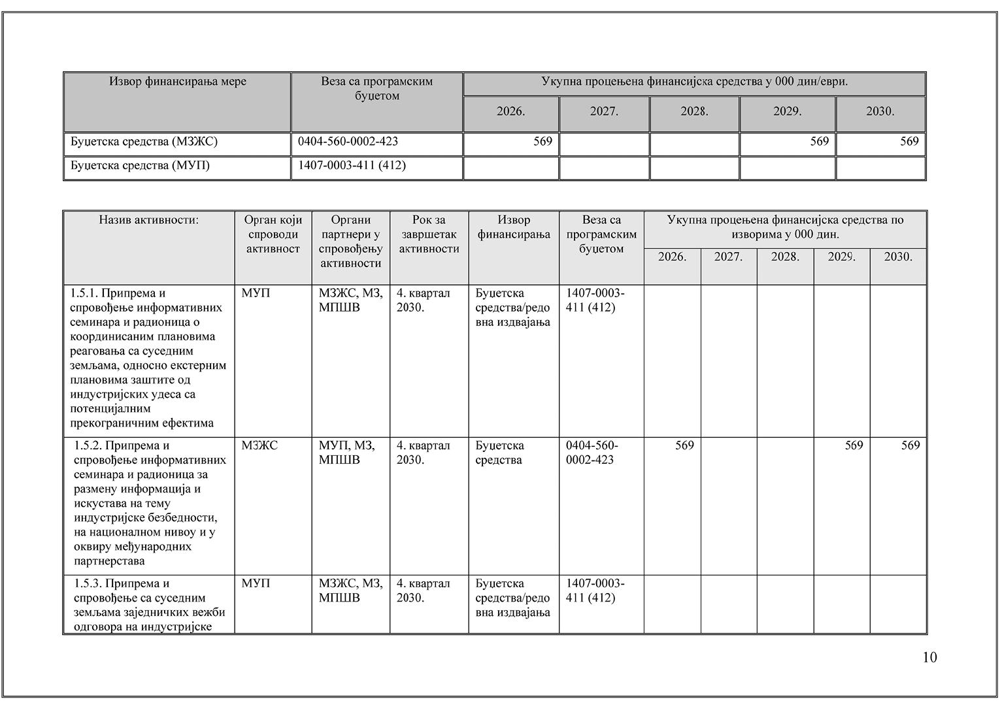 Извор финансирања мере
Веза са програмским
буџетом
Укупна процењена финансијска средства у 000 дин/еври.
2026.
2027.
2028.
2029.
2030.
Буџетска средства (МЗЖС)
0404-560-0002-423
569
569
569
Буџетска средства (МУП)
1407-0003-411 (412)
Назив активности:
Орган који
спроводи
активност
Органи
партнери у
спровођењу
активности
Рок за
завршетак
активности
Извор
финансирања
Веза са
програмским
буџетом
Укупна процењена финансијска средства по
изворима у 000 дин.
2026.
2027.
2028.
2029.
2030.
1.5.1. Припрема и
спровођење информативних
семинара и радионица о
координисаним плановима
реаговања са суседним
земљама, односно екстерним
плановима заштите од
индустријских удеса са
потенцијалним
прекограничним ефектима
МУП
МЗЖС, МЗ,
МПШВ
4. квартал
2030.
Буџетска
средства/редо
вна издвајања
1407-0003-
411 (412)
1.5.2. Припрема и
спровођење информативних
семинара и радионица за
размену информација и
искустава на тему
индустријске безбедности,
на националном нивоу и у
оквиру међународних
партнерстава
МЗЖС
МУП, МЗ,
МПШВ
4. квартал
2030.
Буџетска
средства
0404-560-
0002-423
569
569
569
1.5.3. Припрема и
спровођење са суседним
земљама заједничких вежби
одговора на индустријске
МУП
МЗЖС, МЗ,
МПШВ
4. квартал
2030.
Буџетска
средства/редо
вна издвајања
1407-0003-
411 (412)
10